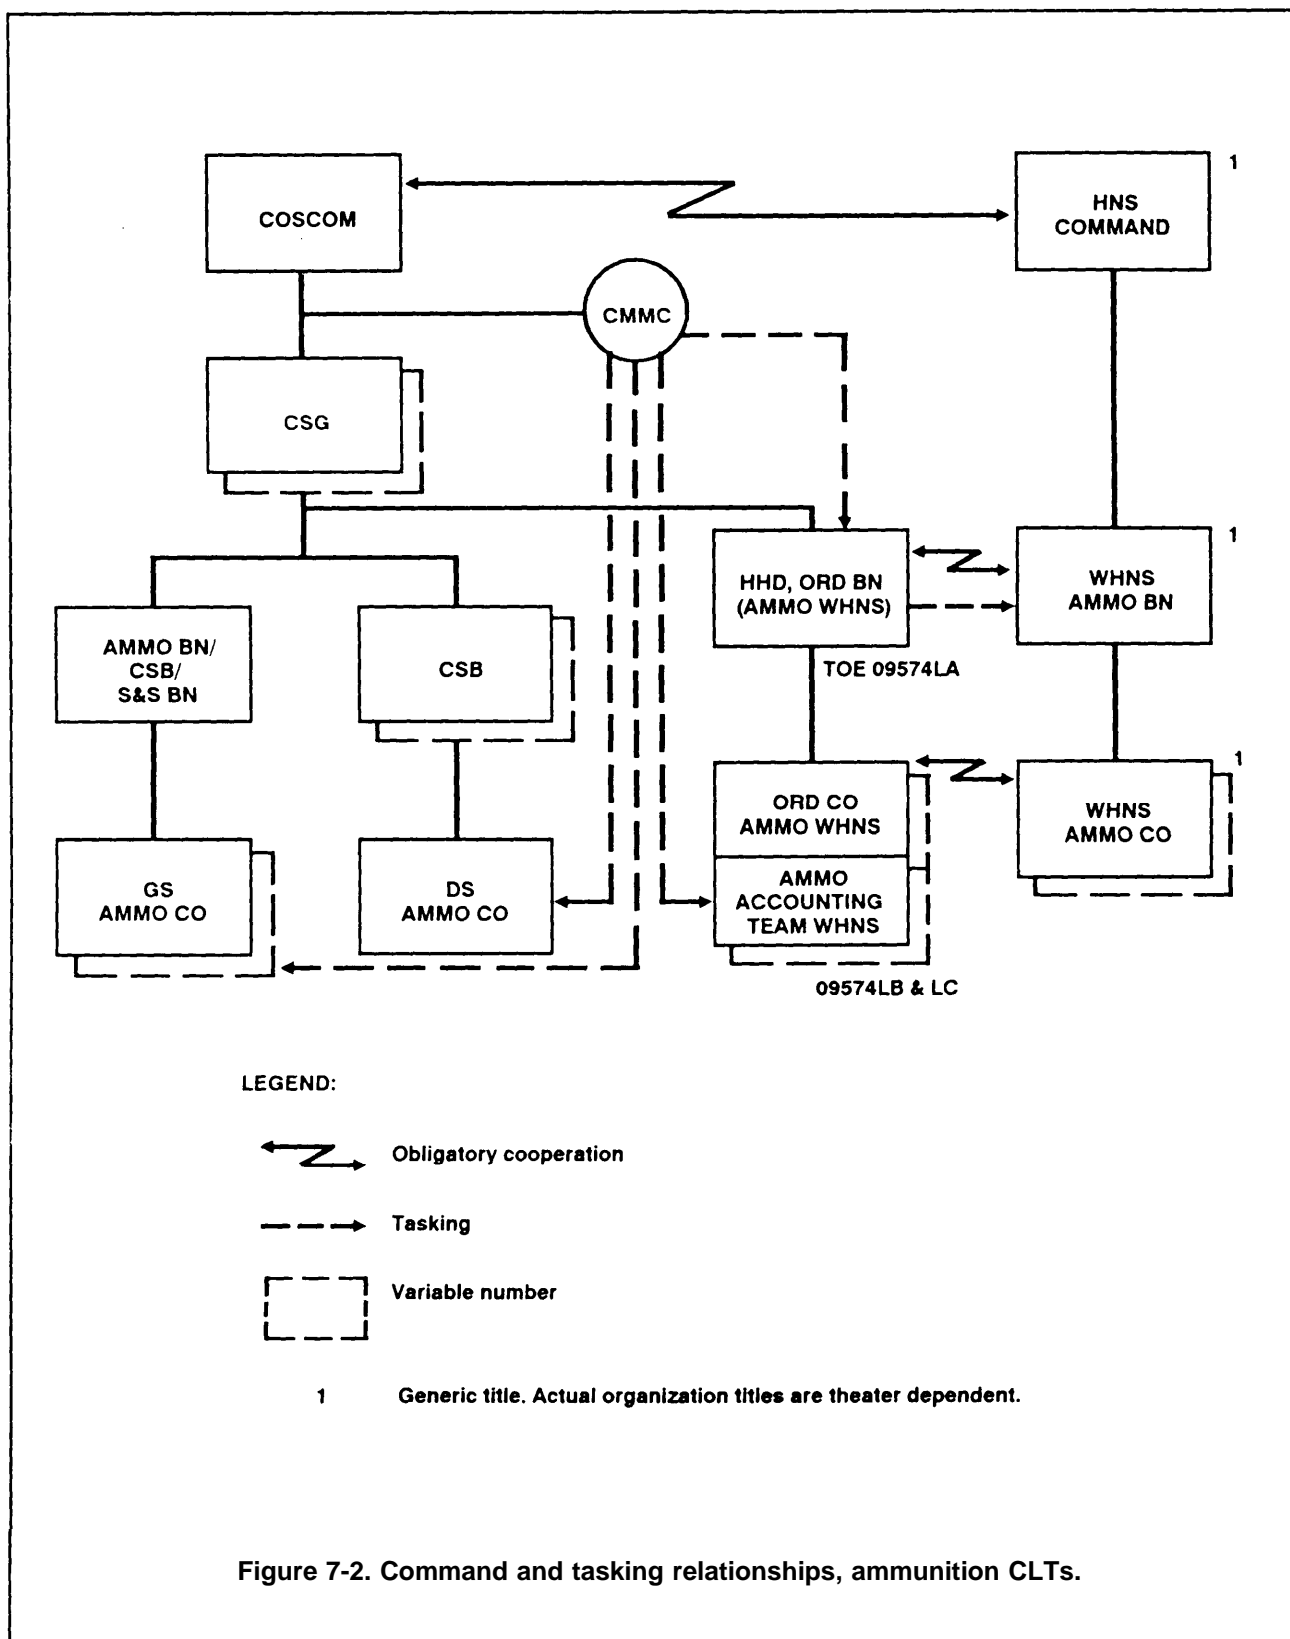 COSCOM
HNS
COMMAND
1
CMMC
CSG
HHD, ORD BN
(AMMO WHNS)
TOE 09574LA
WHNS
AMMO BN
1
AMMO BN/
CSB/
S&S BN
CSB
ORD CO
AMMO WHNS
AMMO
ACCOUNTING
TEAM WHNS
09574LB & LC
WHNS
AMMO CO
1
GS
AMMO CO
DS
AMMO CO
LEGEND:
Obligatory cooperation
Tasking
Variable number
1 Generic title. Actual organization titles are theater dependent.
Figure 7-2. Command and tasking relationships, ammunition CLTs.